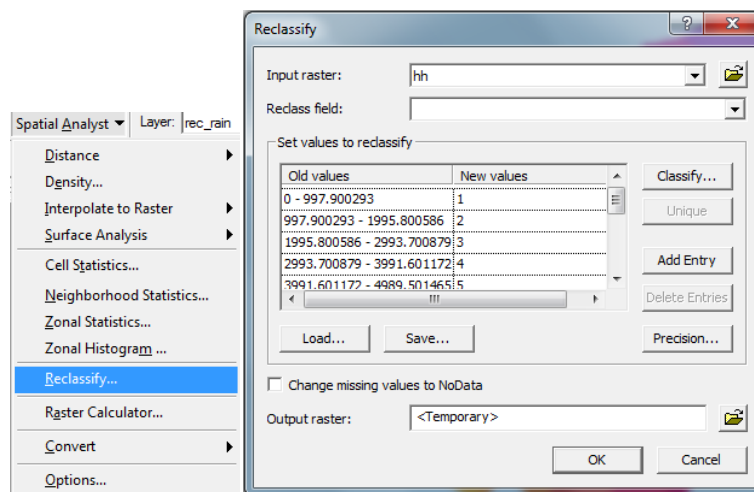 Spatial Analyst Layer: rec_rain
Distance
Density...
Interpolate to Raster
Surface Analysis
Cell Statistics...
Neighborhood Statistics...
Zonal Statistics...
Zonal Histogram ...
Reclassify...
Raster Calculator...
Convert
Options...
Reclassify
Input raster: hh
Reclass field:
Set values to reclassify
Old values New values
0 - 997.900293 1
997.900293 - 1995.800586 2
1995.800586 - 2993.700879 3
2993.700879 - 3991.601172 4
3991.601172 - 4989.501465 5
Classify...
Unique
Add Entry
Delete Entries
Load... Save... Precision...
Change missing values to NoData
Output raster: <Temporary>
OK Cancel